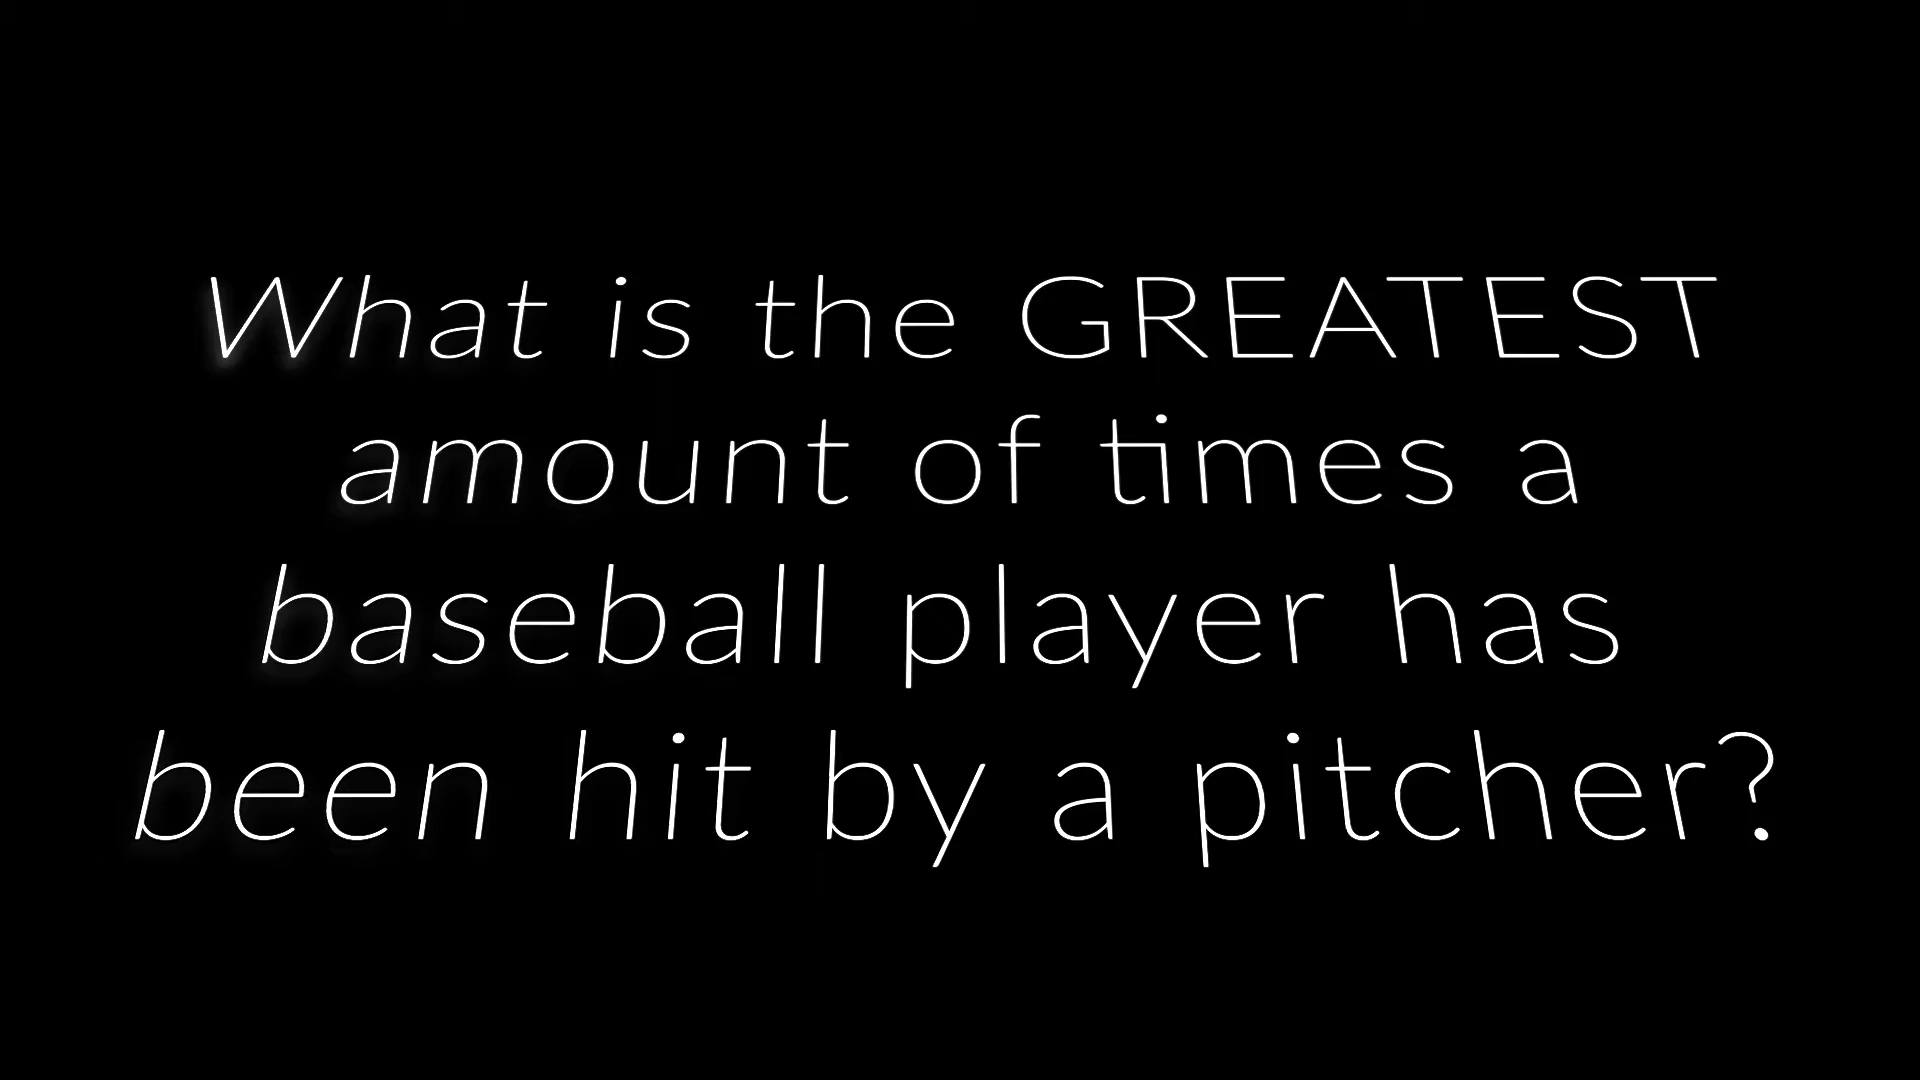 What is the GREATEST
amount of times a
baseball player has
been hit by a pitcher?